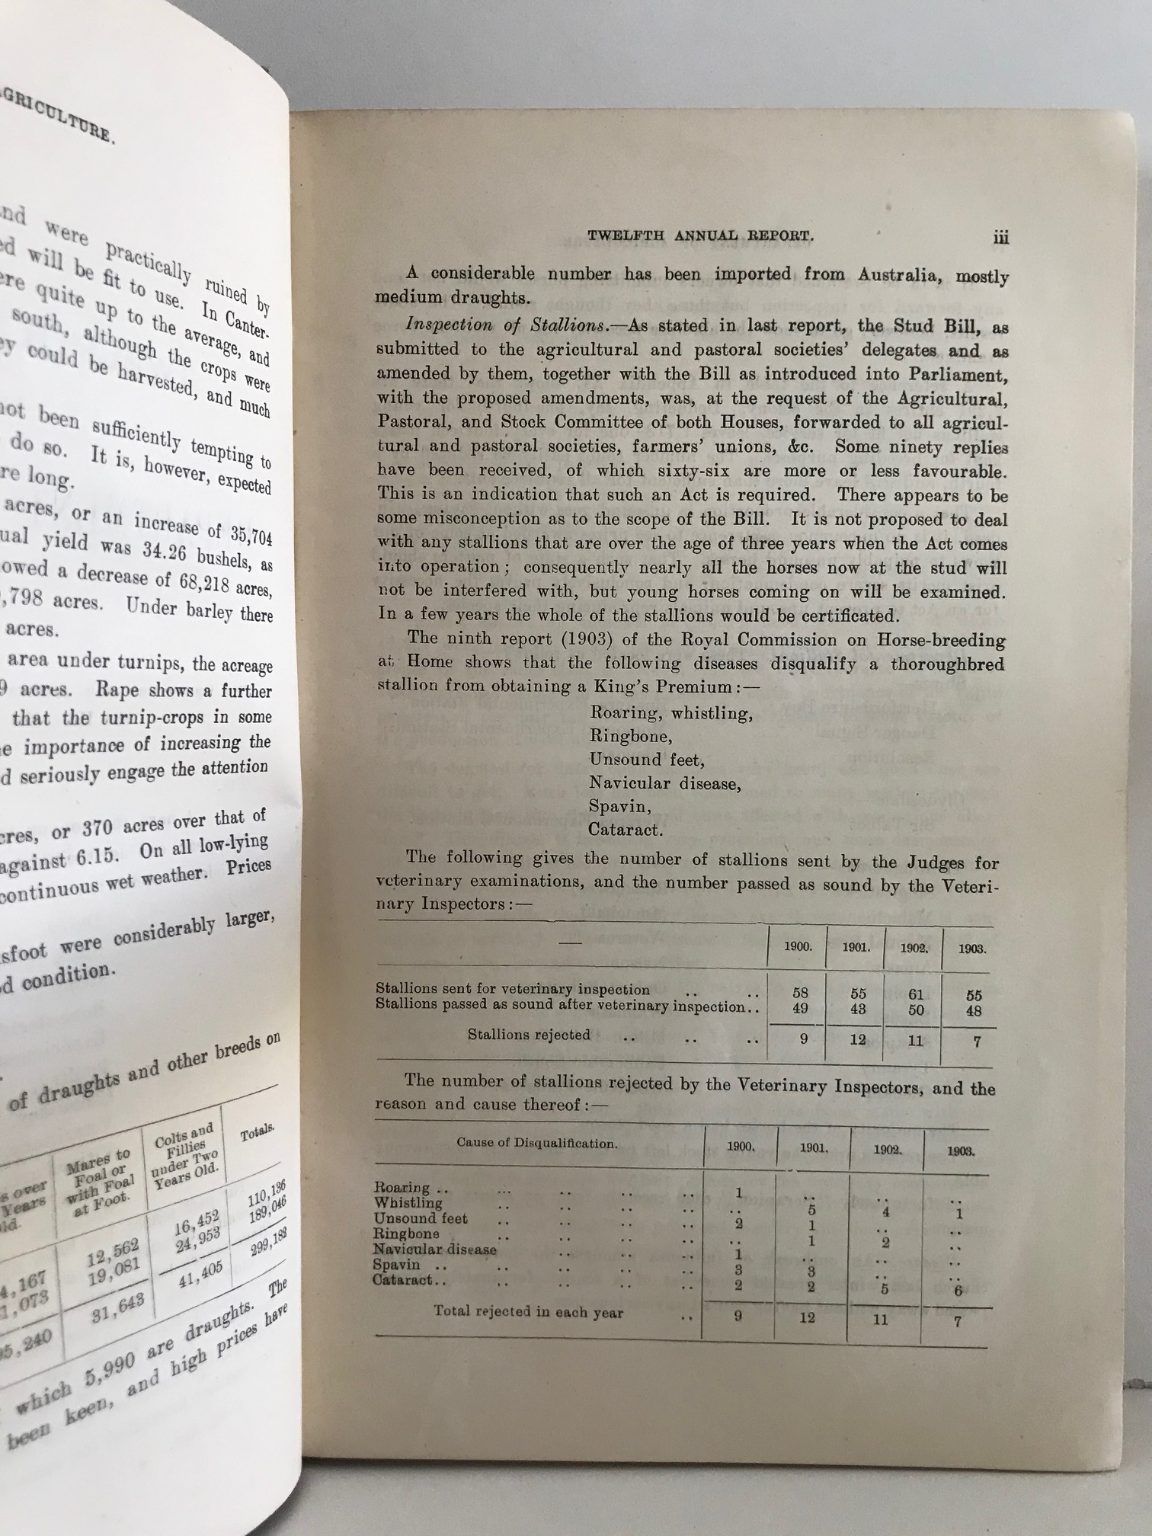 AGRICULTURE.
were practically ruined by
will be fit to use. In Canter-
quite up to the average, and
south, although the crops were
could be harvested, and much
not been sufficiently tempting to
do so. It is, however, expected
re long.
acres, or an increase of 35,704
yield was 34.26 bushels, as
owed a decrease of 68,218 acres,
,798 acres. Under barley there
acres.
area under turnips, the acreage
9 acres. Rape shows a further
that the turnip-crops in some
importance of increasing the
seriously engage the attention
cres, or 370 acres over that of
against 6.15. On all low-lying
continuous wet weather. Prices
sfoot were considerably larger,
d condition.
of draughts and other breeds on
s over Years ld. Mares to Foal or with Foal at Foot. Colts and Fillies under Two Years Old. Totals.
4,167 12,562 16,452 110,136
1,073 19,081 24,953 189,046
95,240 31,643 41,405 299,182
which 5,990 are draughts. The
been keen, and high prices have
TWELFTH ANNUAL REPORT. iii
A considerable number has been imported from Australia, mostly
medium draughts.
Inspection of Stallions.—As stated in last report, the Stud Bill, as
submitted to the agricultural and pastoral societies' delegates and as
amended by them, together with the Bill as introduced into Parliament,
with the proposed amendments, was, at the request of the Agricultural,
Pastoral, and Stock Committee of both Houses, forwarded to all agricul-
tural and pastoral societies, farmers' unions, &c. Some ninety replies
have been received, of which sixty-six are more or less favourable.
This is an indication that such an Act is required. There appears to be
some misconception as to the scope of the Bill. It is not proposed to deal
with any stallions that are over the age of three years when the Act comes
into operation; consequently nearly all the horses now at the stud will
not be interfered with, but young horses coming on will be examined.
In a few years the whole of the stallions would be certificated.
The ninth report (1903) of the Royal Commission on Horse-breeding
at Home shows that the following diseases disqualify a thoroughbred
stallion from obtaining a King's Premium:—
Roaring, whistling,
Ringbone,
Unsound feet,
Navicular disease,
Spavin,
Cataract.
The following gives the number of stallions sent by the Judges for
veterinary examinations, and the number passed as sound by the Veteri-
nary Inspectors:—
— 1900. 1901. 1902. 1903.
Stallions sent for veterinary inspection .. .. 58 55 61 55
Stallions passed as sound after veterinary inspection.. 49 43 50 48
Stallions rejected .. .. .. 9 12 11 7
The number of stallions rejected by the Veterinary Inspectors, and the
reason and cause thereof:—
Cause of Disqualification. 1900. 1901. 1902. 1903.
Roaring .. ... .. .. .. 1 .. .. ..
Whistling .. .. .. .. .. 5 4 1
Unsound feet .. .. .. .. 2 1 .. ..
Ringbone .. .. .. .. .. 1 2 ..
Navicular disease .. .. .. 1 .. .. ..
Spavin .. .. .. .. .. 3 3 .. ..
Cataract.. .. .. .. .. 2 2 5 6
Total rejected in each year .. 9 12 11 7